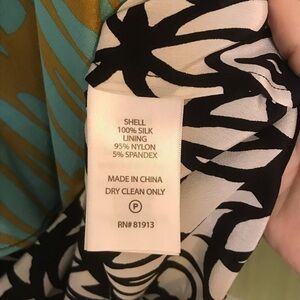 SHELL
100% SILK
LINING
95% NYLON
5% SPANDEX
MADE IN CHINA
DRY CLEAN ONLY
P
RN# 81913